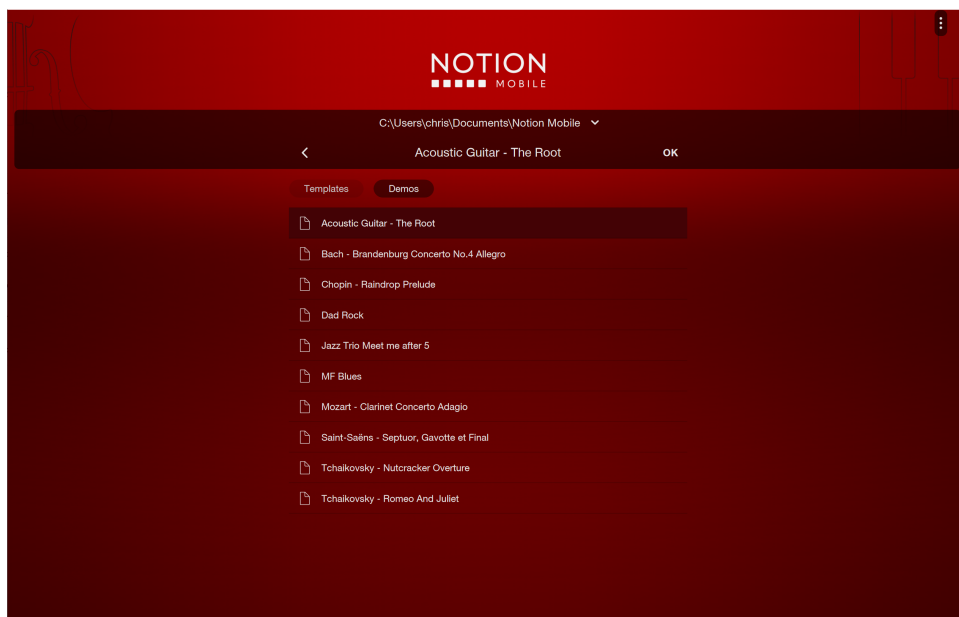 NOTION
MOBILE
C:\Users\chris\Documents\Notion Mobile
Acoustic Guitar - The Root OK
Templates Demos
Acoustic Guitar - The Root
Bach - Brandenburg Concerto No.4 Allegro
Chopin - Raindrop Prelude
Dad Rock
Jazz Trio Meet me after 5
MF Blues
Mozart - Clarinet Concerto Adagio
Saint-Saëns - Septuor, Gavotte et Final
Tchaikovsky - Nutcracker Overture
Tchaikovsky - Romeo And Juliet